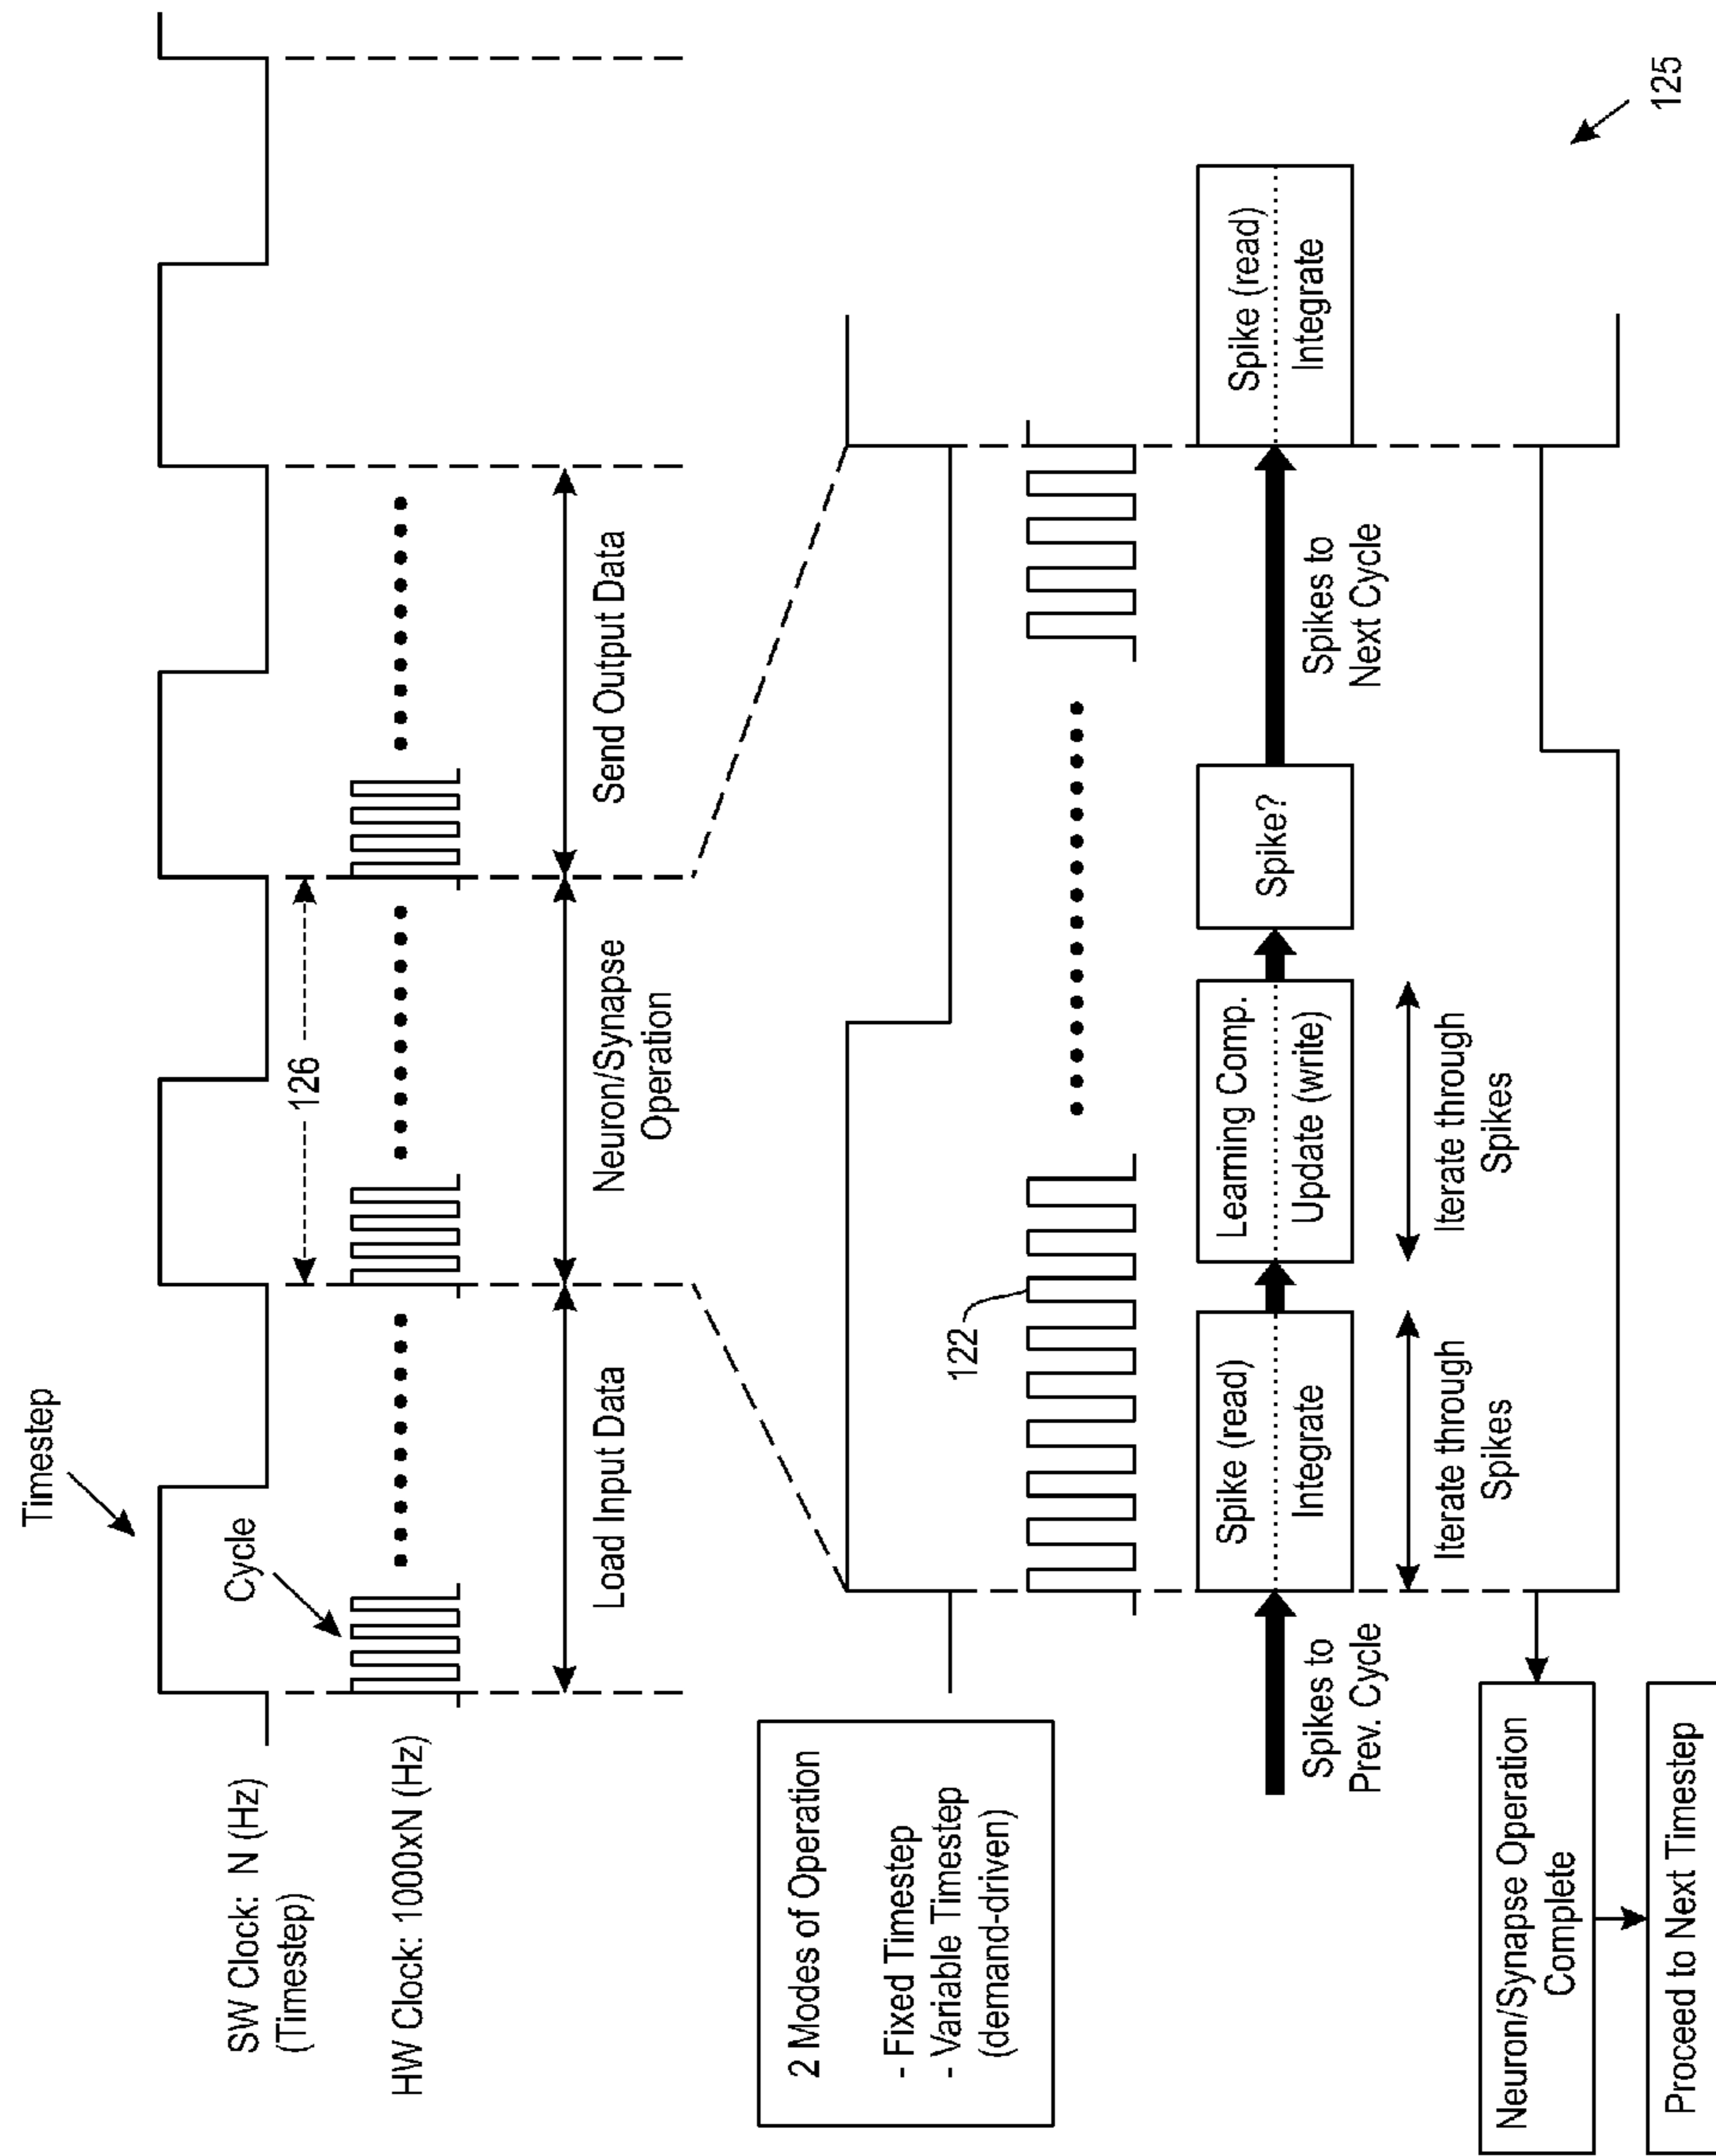 Timestep
SW Clock: N (Hz)
(Timestep)
Cycle
126
HW Clock: 1000xN (Hz)
Load Input Data
Neuron/Synapse
Operation
Send Output Data
2 Modes of Operation
- Fixed Timestep
- Variable Timestep
(demand-driven)
122
Spikes to
Prev. Cycle
Spike (read)
Integrate
Learning Comp.
Update (write)
Spike?
Spikes to
Next Cycle
Spike (read)
Integrate
Iterate through
Spikes
Iterate through
Spikes
Neuron/Synapse Operation
Complete
Proceed to Next Timestep
125